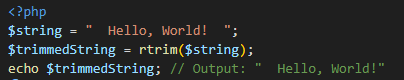 <?php
$string = "  Hello, World!  ";
$trimmedString = rtrim($string);
echo $trimmedString; // Output: "  Hello, World!"